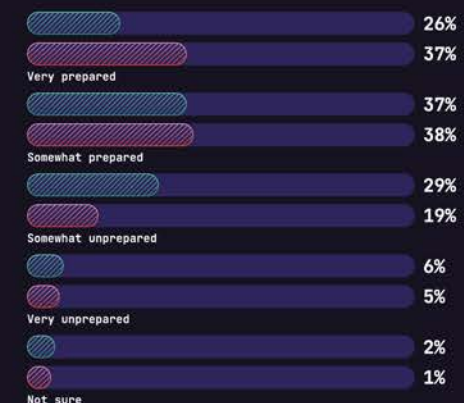 26%
37%
Very prepared
37%
38%
Somewhat prepared
29%
19%
Somewhat unprepared
6%
5%
Very unprepared
2%
1%
Not sure